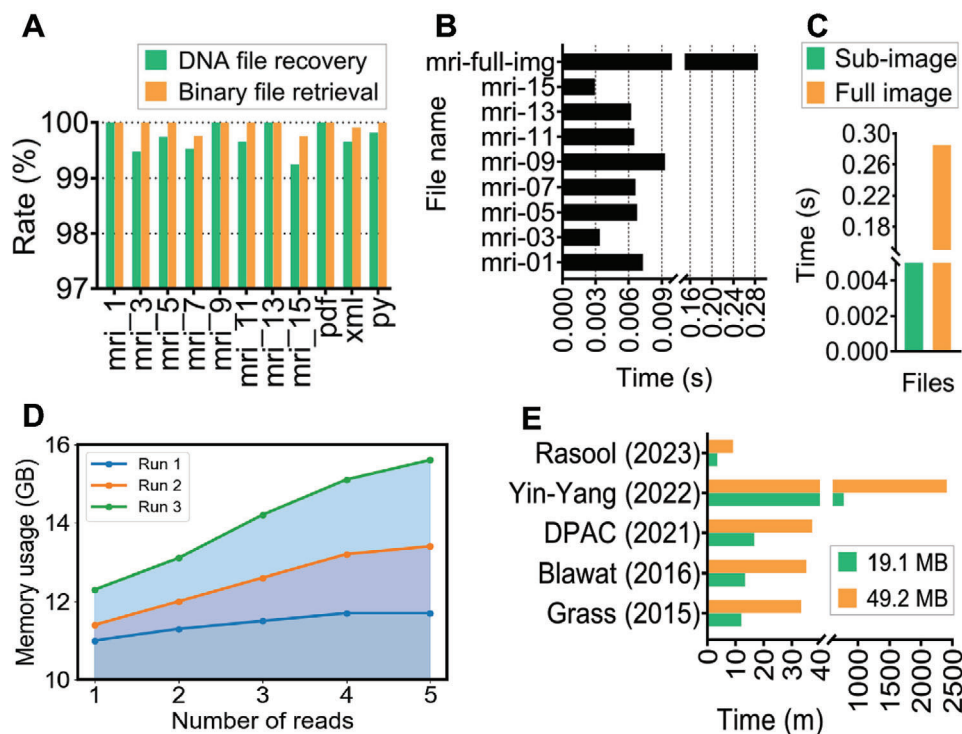 A
DNA file recovery
Binary file retrieval
Rate (%)
100
99
98
97
mri_1
mri_3
mri_5
mri_7
mri_9
mri_11
mri_13
mri_15
pdf
xml
py
B
File name
mri-full-img
mri-15
mri-13
mri-11
mri-09
mri-07
mri-05
mri-03
mri-01
0.000
0.003
0.006
0.009
0.16
0.20
0.24
0.28
Time (s)
C
Sub-image
Full image
Time (s)
0.30
0.26
0.22
0.18
0.004
0.002
0.000
Files
D
Memory usage (GB)
16
14
12
10
Run 1
Run 2
Run 3
1 2 3 4 5
Number of reads
E
Rasool (2023)
Yin-Yang (2022)
DPAC (2021)
Blawat (2016)
Grass (2015)
19.1 MB
49.2 MB
0
10
20
30
40
1000
1500
2000
2500
Time (m)